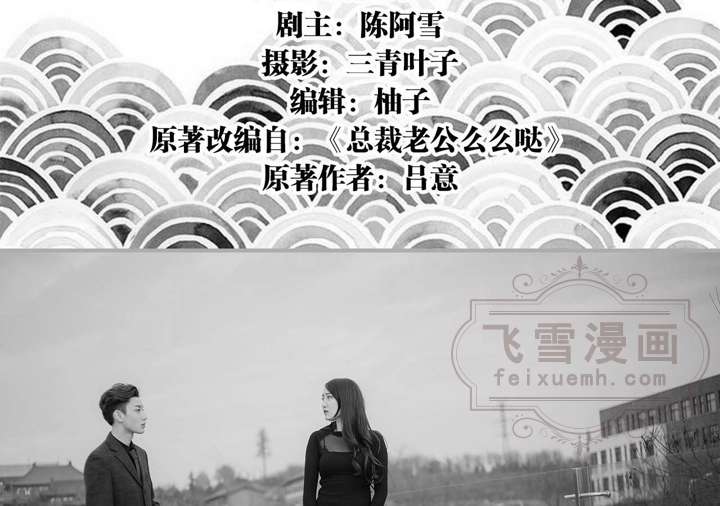 剧主：陈阿雪
摄影：三青叶子
编辑：柚子
原著改编自：《总裁老公么么哒》
原著作者：吕意
飞雪漫画
feixuemh.com